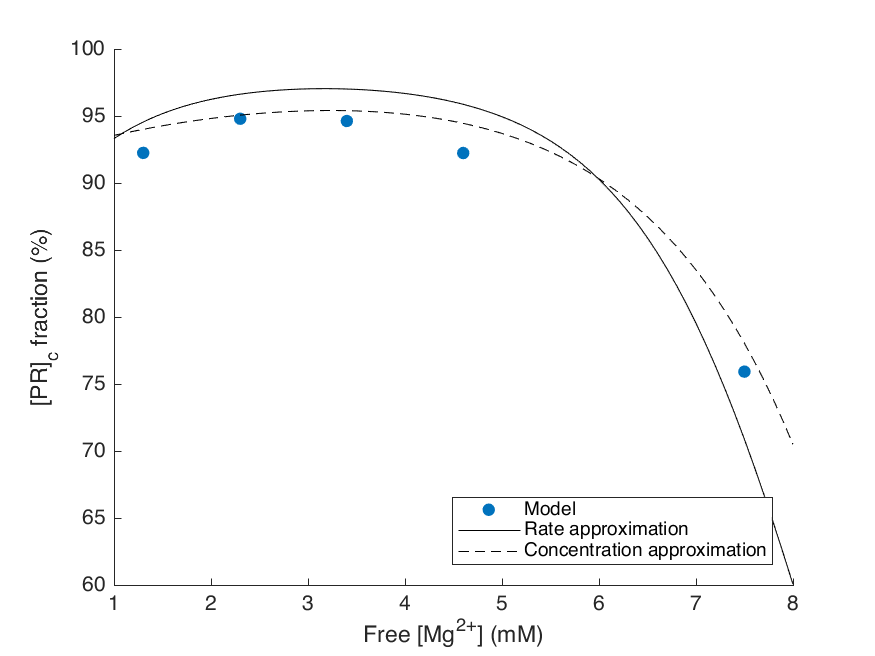 100
95
90
85
80
75
70
65
60
[PR]c fraction (%)
Model
Rate approximation
Concentration approximation
1 2 3 4 5 6 7 8
Free [Mg2+] (mM)